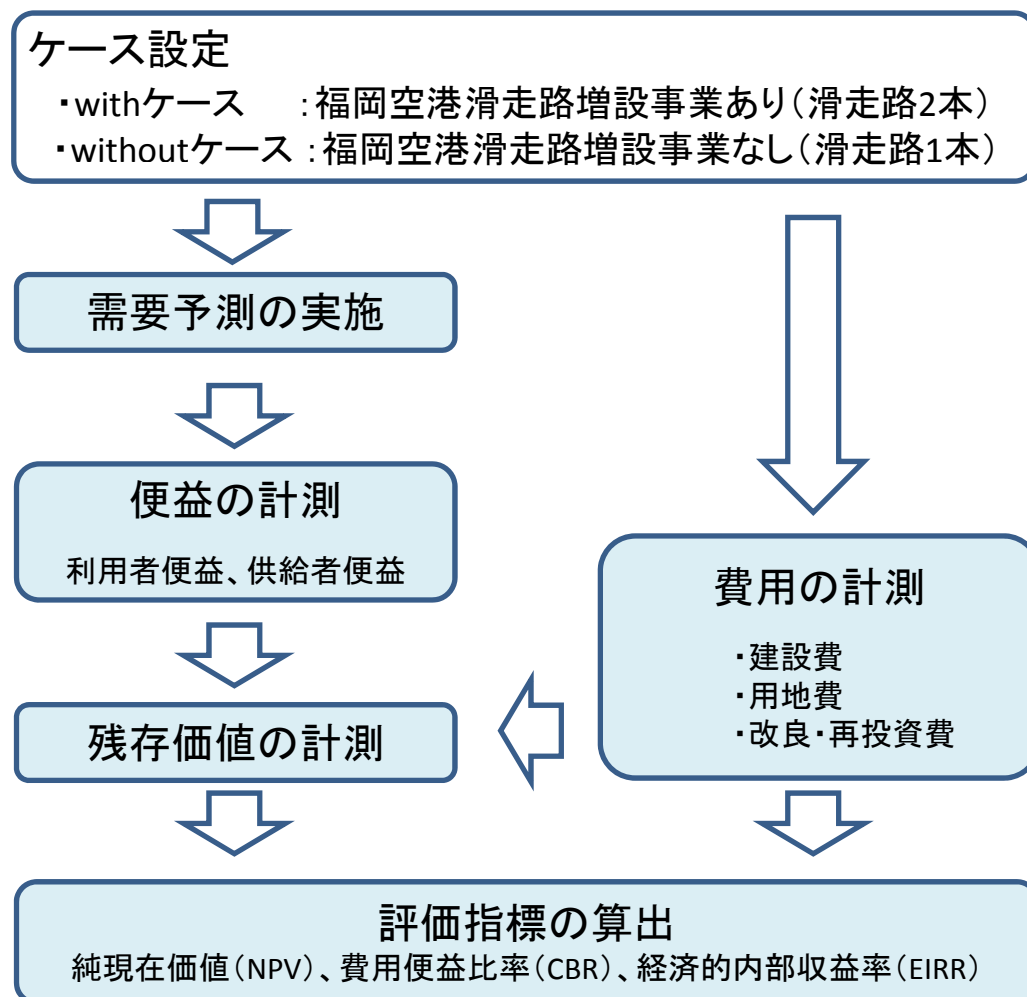 ケース設定
・withケース ：福岡空港滑走路増設事業あり（滑走路2本）
・withoutケース：福岡空港滑走路増設事業なし（滑走路1本）
需要予測の実施
便益の計測
利用者便益、供給者便益
残存価値の計測
費用の計測
・建設費
・用地費
・改良・再投資費
評価指標の算出
純現在価値（NPV）、費用便益比率（CBR）、経済的内部収益率（EIRR）